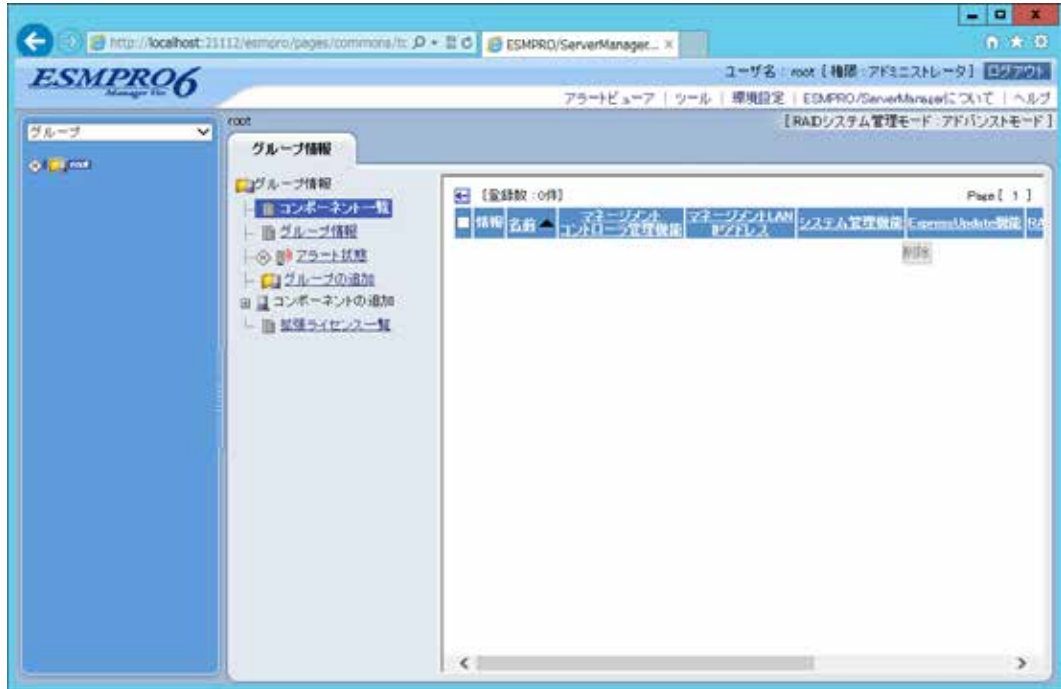 http://localhost:21112/esmpro/pages/commons/tc
ESMPRO/ServerManager...
ESMPRO6
Manager Ver.
ユーザ名 : root [ 権限 : アドミニストレータ ] ログアウト
アラートビューア | ツール | 環境設定 | ESMPRO/ServerManagerについて | ヘルプ
グループ
root
root
[ RAIDシステム管理モード : アドバンストモード ]
グループ情報
グループ情報
コンポーネント一覧
グループ情報
アラート状態
グループの追加
コンポーネントの追加
拡張ライセンス一覧
[登録数 : 0件]
Page [ 1 ]
情報 名前▲ マネージメントコントローラ管理機能 マネージメントLAN IPアドレス システム管理機能 ExpressUpdate機能 RA
削除